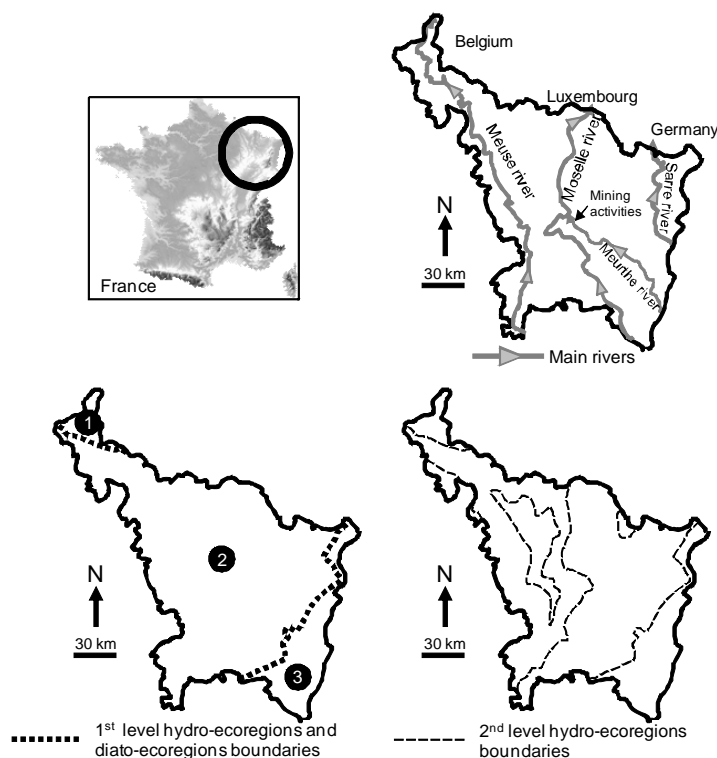 France
Belgium
Luxembourg
Germany
Meuse river
Moselle river
Sarre river
Mining
activities
Meurthe river
N
30 km
Main rivers
1
2
3
N
30 km
1st level hydro-ecoregions and
diato-ecoregions boundaries
N
30 km
2nd level hydro-ecoregions
boundaries